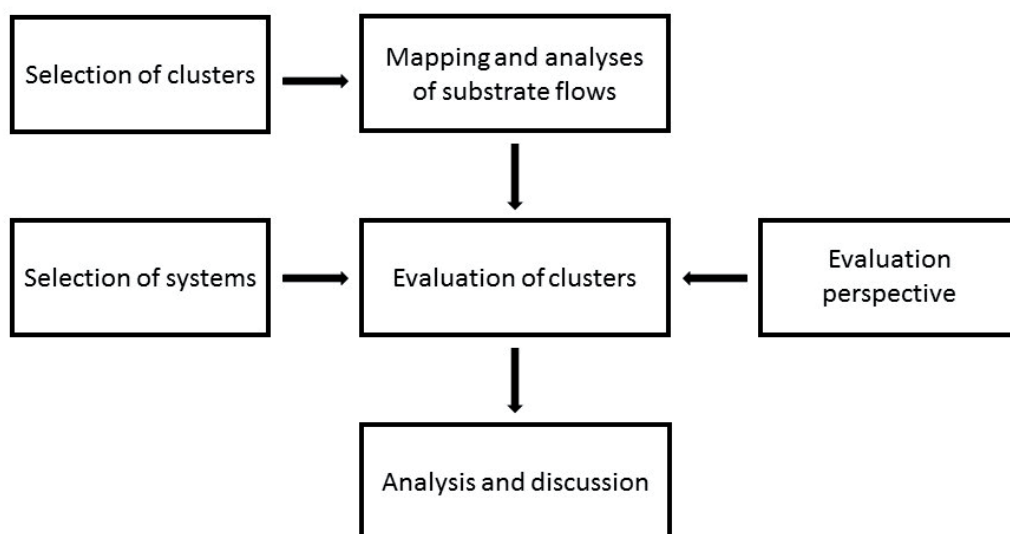 Selection of clusters
Mapping and analyses
of substrate flows
Selection of systems
Evaluation of clusters
Evaluation
perspective
Analysis and discussion